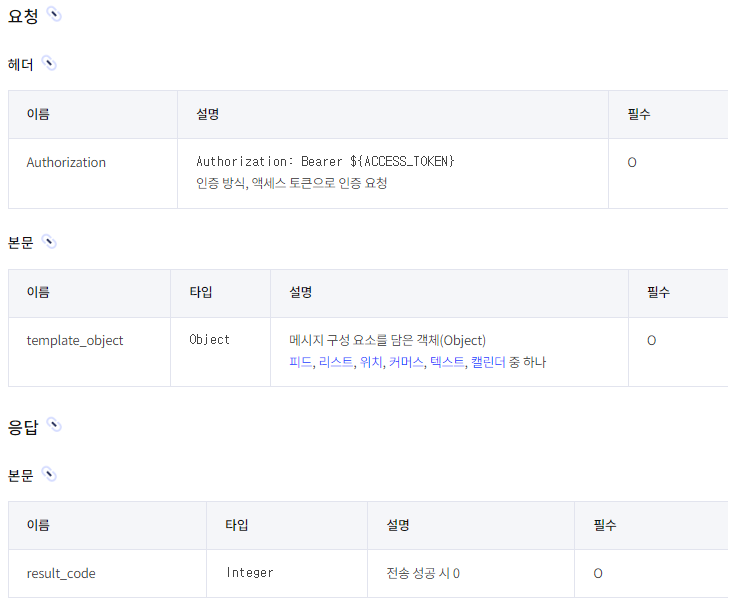 요청
헤더
이름 설명 필수
Authorization Authorization: Bearer ${ACCESS_TOKEN} O
인증 방식, 액세스 토큰으로 인증 요청
본문
이름 타입 설명 필수
template_object Object 메시지 구성 요소를 담은 객체(Object) O
피드, 리스트, 위치, 커머스, 텍스트, 캘린더 중 하나
응답
본문
이름 타입 설명 필수
result_code Integer 전송 성공 시 0 O